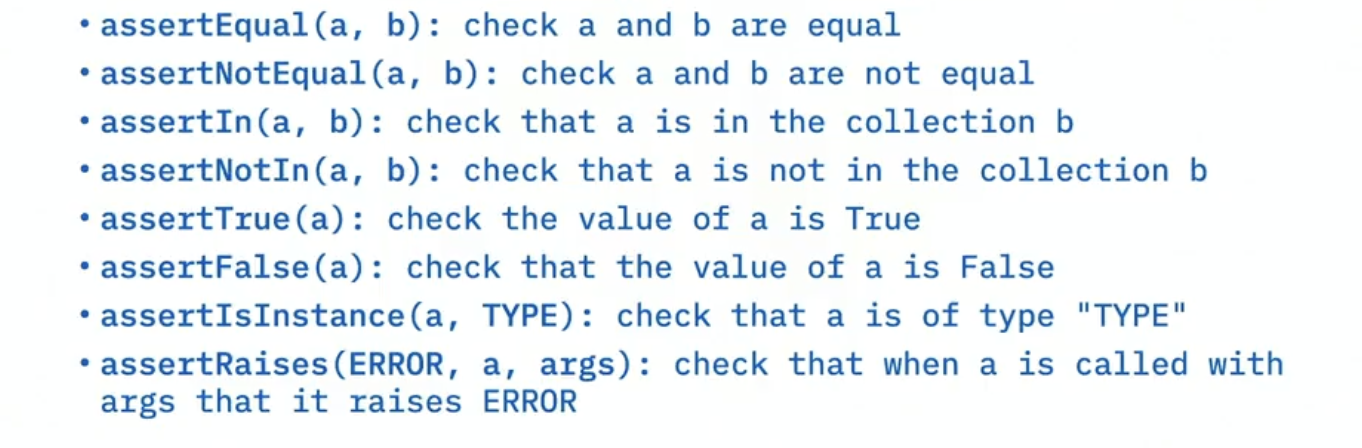 • assertEqual(a, b): check a and b are equal
• assertNotEqual(a, b): check a and b are not equal
• assertIn(a, b): check that a is in the collection b
• assertNotIn(a, b): check that a is not in the collection b
• assertTrue(a): check the value of a is True
• assertFalse(a): check that the value of a is False
• assertIsInstance(a, TYPE): check that a is of type "TYPE"
• assertRaises(ERROR, a, args): check that when a is called with
args that it raises ERROR